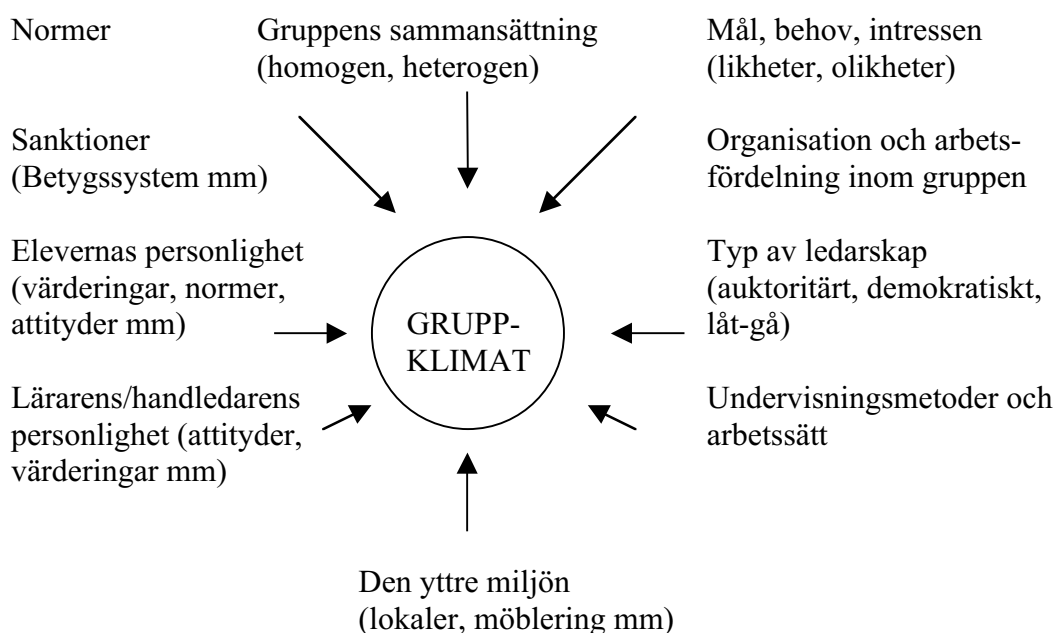 Normer
Gruppens sammansättning
(homogen, heterogen)
Mål, behov, intressen
(likheter, olikheter)
Sanktioner
(Betygssystem mm)
Organisation och arbets-
fördelning inom gruppen
Elevernas personlighet
(värderingar, normer,
attityder mm)
GRUPP-
KLIMAT
Typ av ledarskap
(auktoritärt, demokratiskt,
låt-gå)
Lärarens/handledarens
personlighet (attityder,
värderingar mm)
Undervisningsmetoder och
arbetssätt
Den yttre miljön
(lokaler, möblering mm)